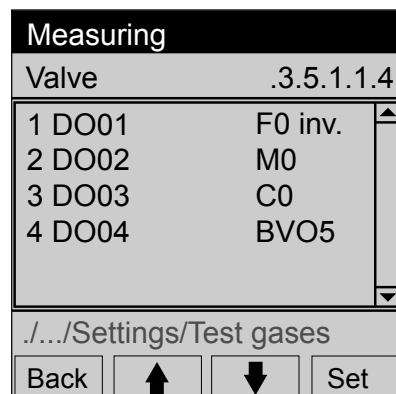 Measuring
Valve .3.5.1.1.4
1 DO01 F0 inv.
2 DO02 M0
3 DO03 C0
4 DO04 BVO5
./.../Settings/Test gases
Back Set